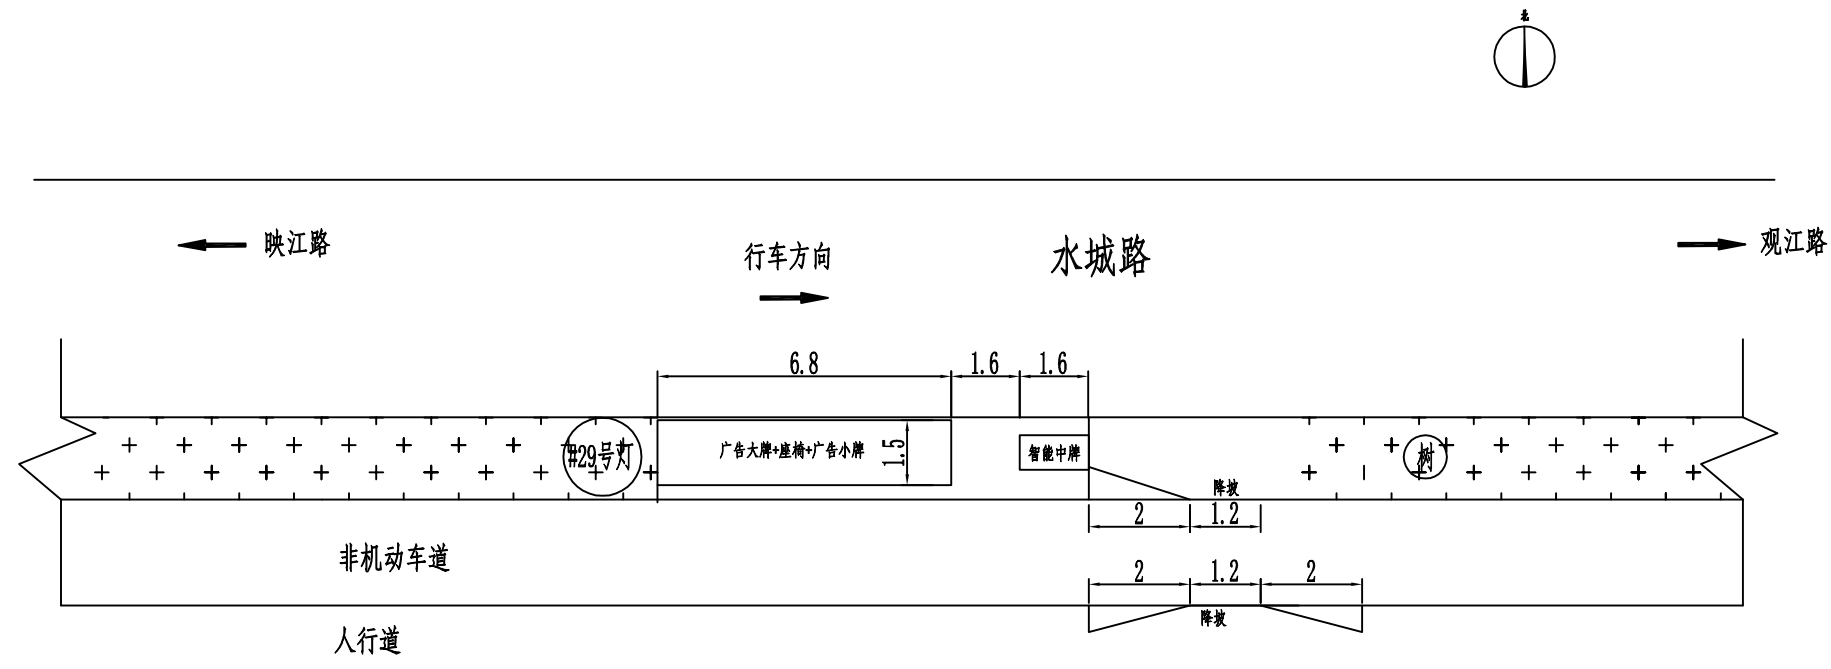 北
映江路
行车方向
水城路
观江路
6.8
1.6
1.6
#29号灯
广告大牌+座椅+广告小牌
1.5
智能中牌
树
降坡
2
1.2
非机动车道
2
1.2
2
降坡
人行道